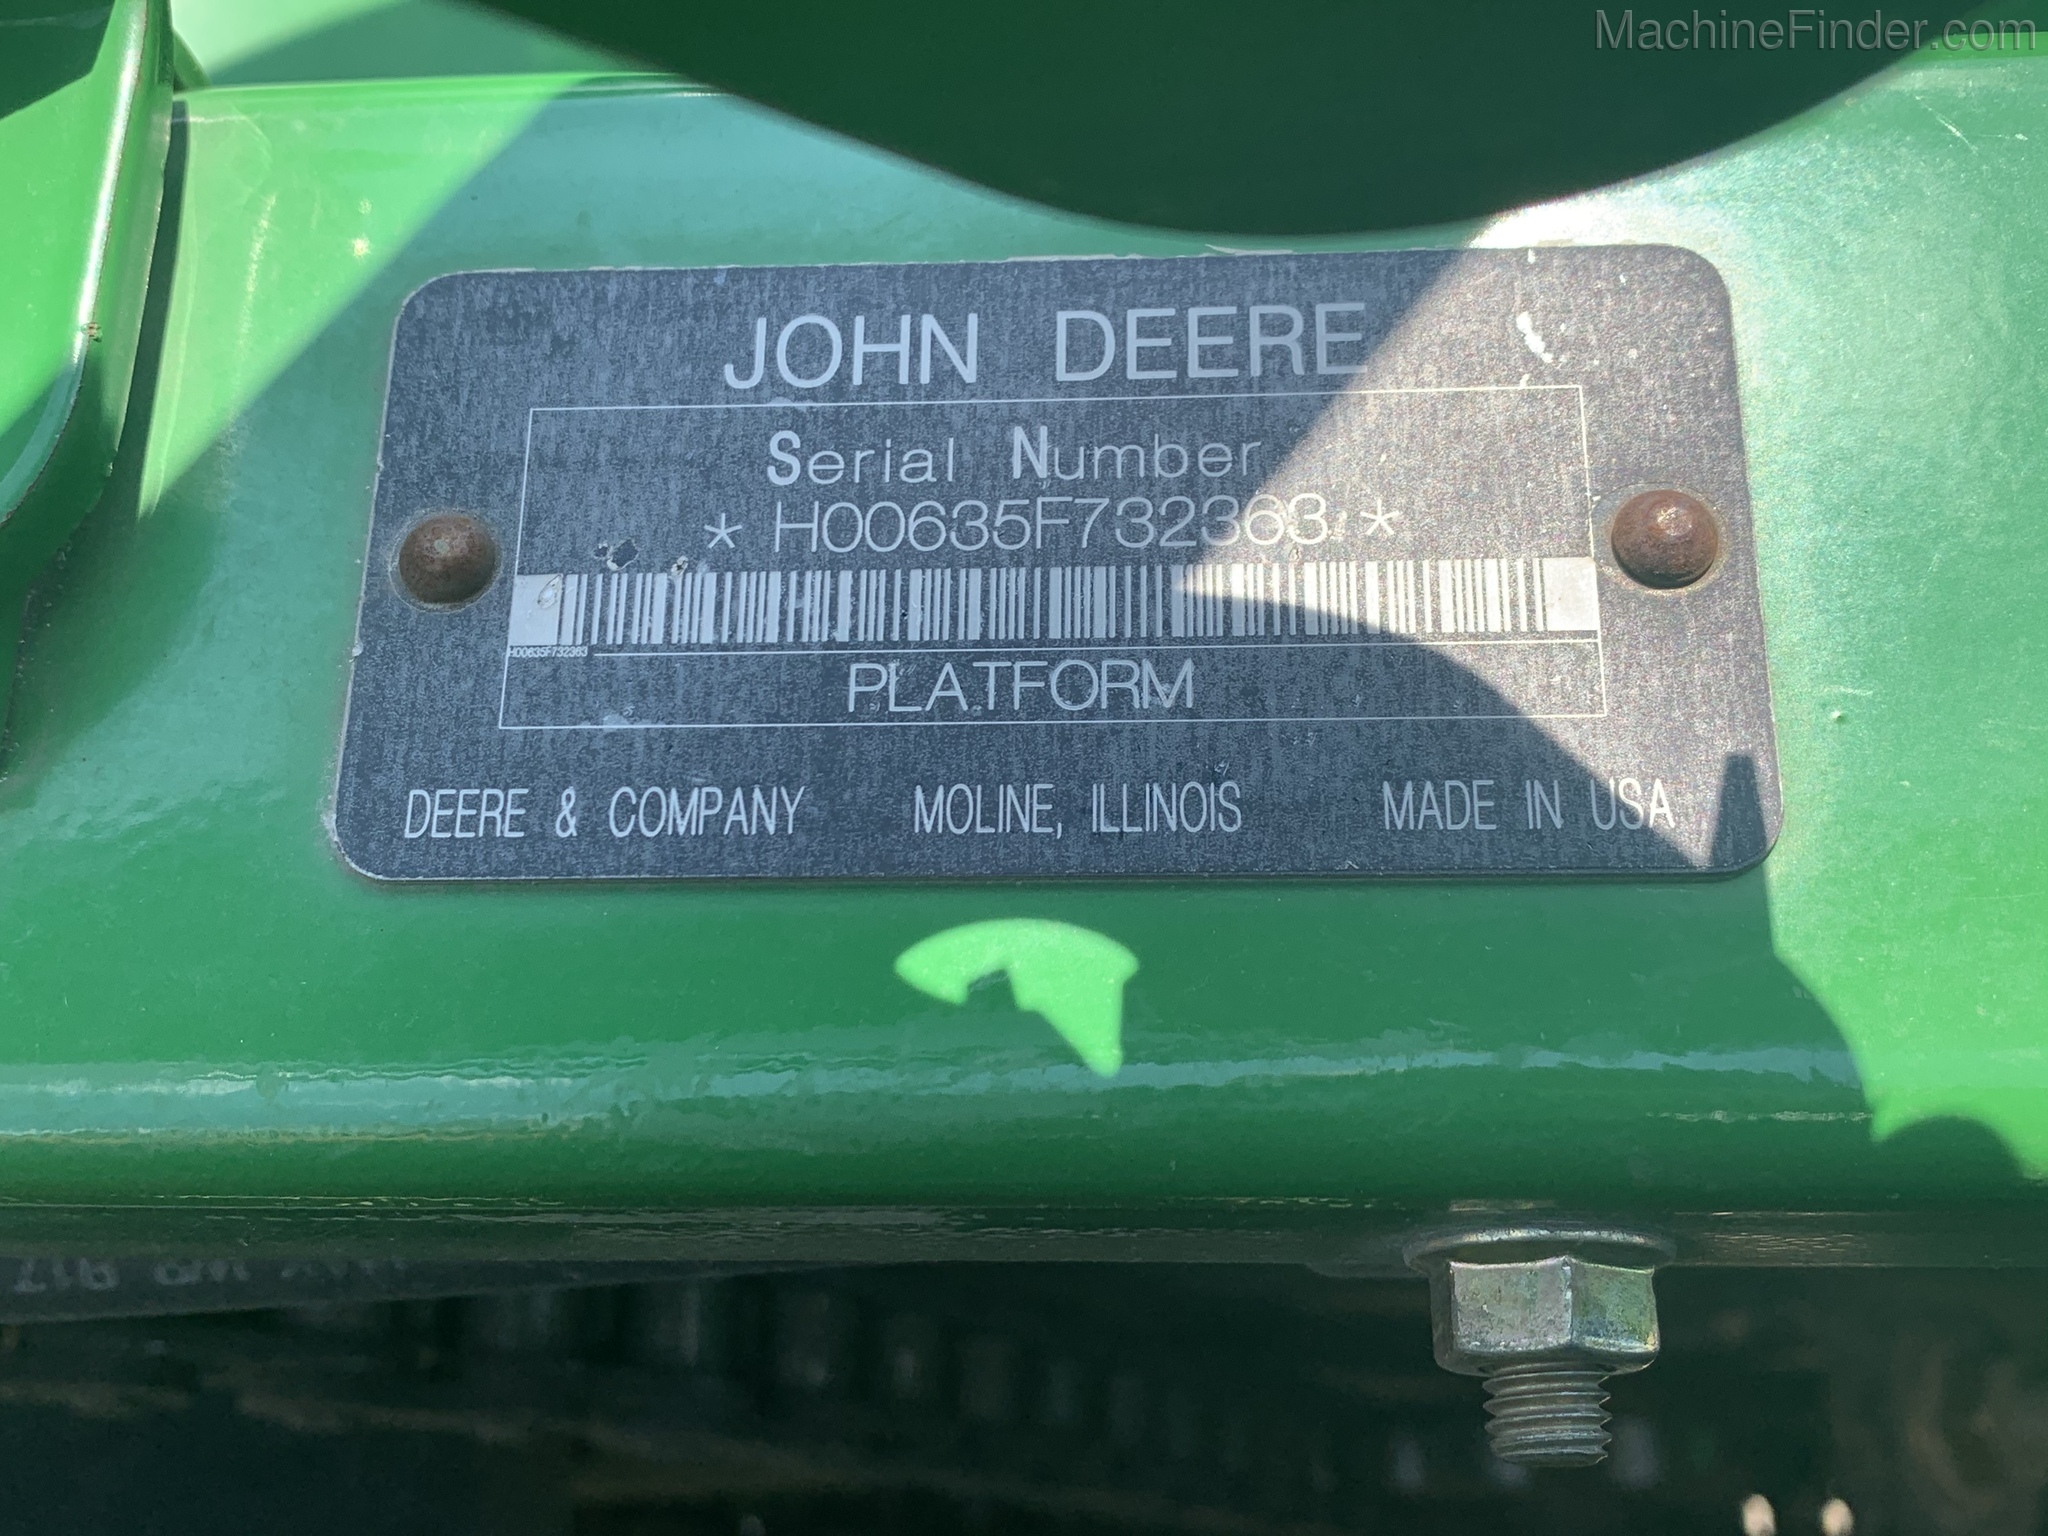 MachineFinder.com
JOHN DEERE
Serial Number
* H00635F732363 *
H00635F732363
PLATFORM
DEERE & COMPANY MOLINE, ILLINOIS MADE IN USA